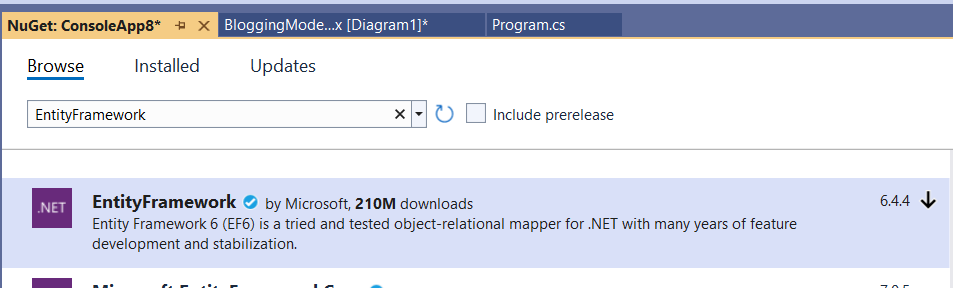 NuGet: ConsoleApp8* BloggingMode...x [Diagram1]* Program.cs
Browse Installed Updates
EntityFramework Include prerelease
.NET EntityFramework by Microsoft, 210M downloads 6.4.4
Entity Framework 6 (EF6) is a tried and tested object-relational mapper for .NET with many years of feature
development and stabilization.